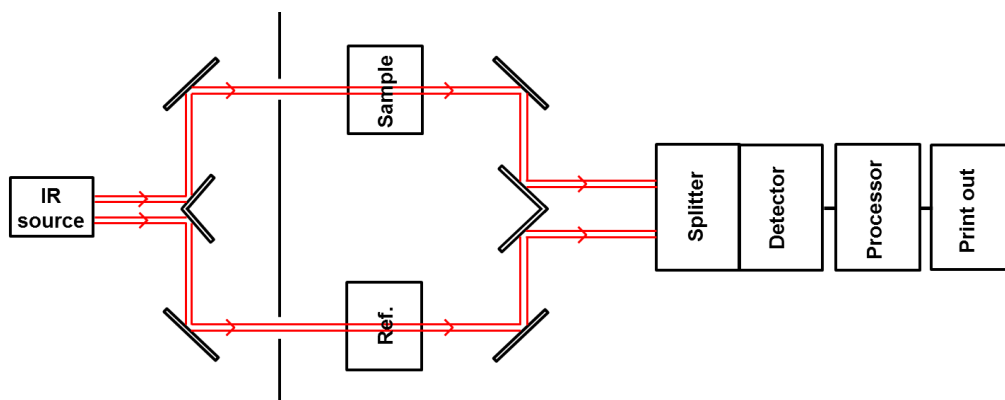 IR
source
Sample
Ref.
Splitter
Detector
Processor
Print out